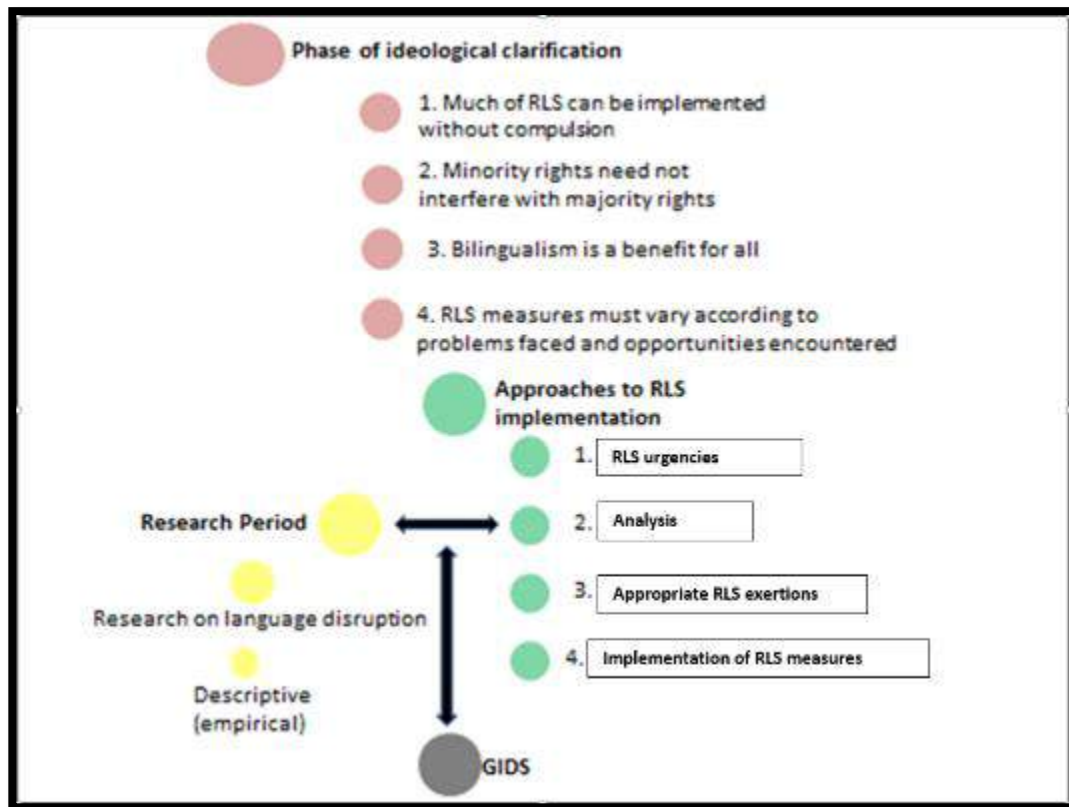 Phase of ideological clarification
1. Much of RLS can be implemented
without compulsion
2. Minority rights need not
interfere with majority rights
3. Bilingualism is a benefit for all
4. RLS measures must vary according to
problems faced and opportunities encountered
Approaches to RLS
implementation
1. RLS urgencies
Research Period
2. Analysis
3. Appropriate RLS exertions
Research on language disruption
4. Implementation of RLS measures
Descriptive
(empirical)
GIDS